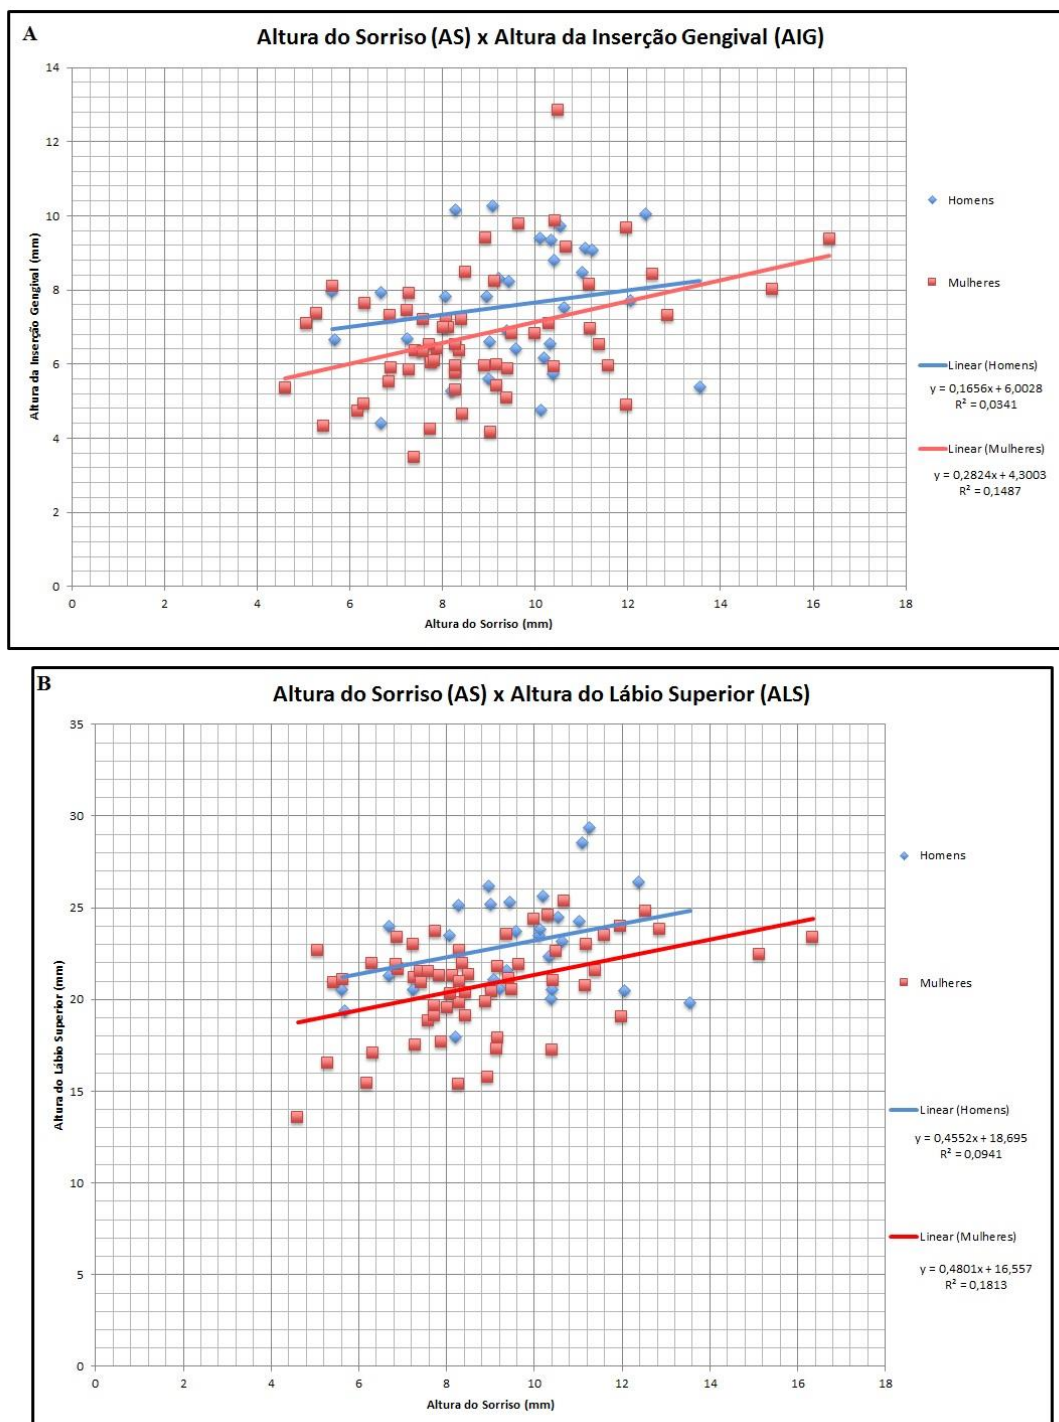 A
Altura do Sorriso (AS) x Altura da Inserção Gengival (AIG)
14
12
10
8
6
4
2
0
Altura da Inserção Gengival (mm)
0 2 4 6 8 10 12 14 16 18
Altura do Sorriso (mm)
Homens
Mulheres
Linear (Homens)
y = 0,1656x + 6,0028
R² = 0,0341
Linear (Mulheres)
y = 0,2824x + 4,3003
R² = 0,1487
B
Altura do Sorriso (AS) x Altura do Lábio Superior (ALS)
35
30
25
20
15
10
5
0
Altura do Lábio Superior (mm)
0 2 4 6 8 10 12 14 16 18
Altura do Sorriso (mm)
Homens
Mulheres
Linear (Homens)
y = 0,4552x + 18,695
R² = 0,0941
Linear (Mulheres)
y = 0,4801x + 16,557
R² = 0,1813